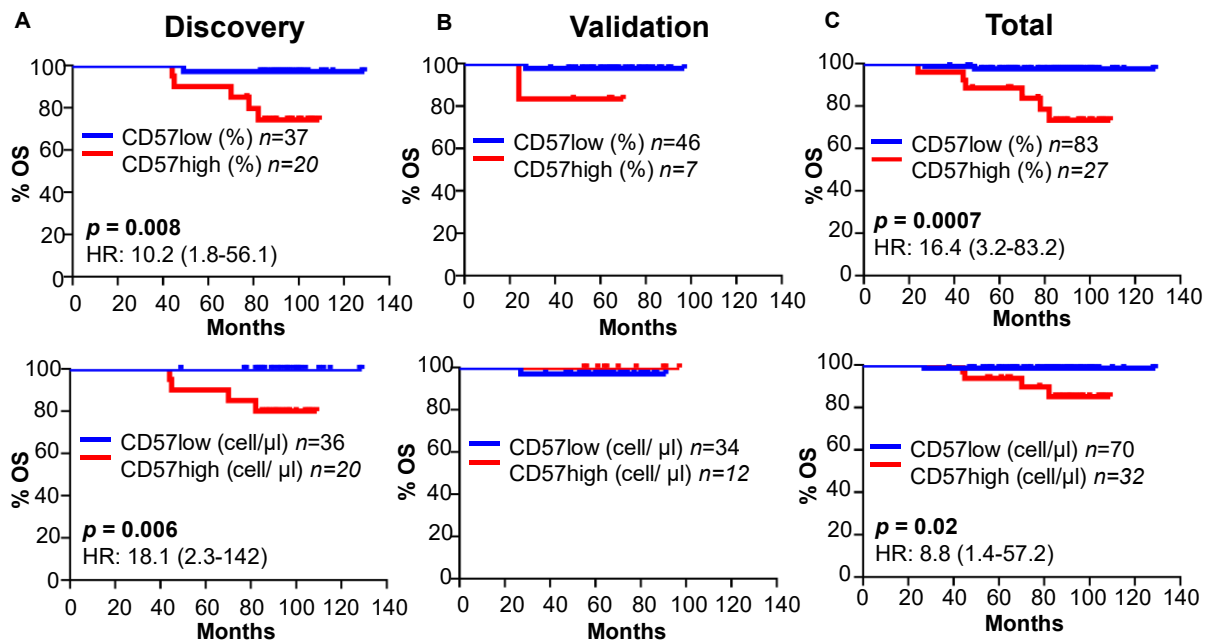 A
Discovery
% OS
100
80
60
40
20
0
CD57low (%) n=37
CD57high (%) n=20
p = 0.008
HR: 10.2 (1.8-56.1)
0 20 40 60 80 100 120 140
Months
B
Validation
% OS
100
80
60
40
20
0
CD57low (%) n=46
CD57high (%) n=7
0 20 40 60 80 100 120 140
Months
C
Total
% OS
100
80
60
40
20
0
CD57low (%) n=83
CD57high (%) n=27
p = 0.0007
HR: 16.4 (3.2-83.2)
0 20 40 60 80 100 120 140
Months
% OS
100
80
60
40
20
0
CD57low (cell/µl) n=36
CD57high (cell/ µl) n=20
p = 0.006
HR: 18.1 (2.3-142)
0 20 40 60 80 100 120 140
Months
% OS
100
80
60
40
20
0
CD57low (cell/ µl) n=34
CD57high (cell/ µl) n=12
0 20 40 60 80 100 120 140
Months
% OS
100
80
60
40
20
0
CD57low (cell/µl) n=70
CD57high (cell/µl) n=32
p = 0.02
HR: 8.8 (1.4-57.2)
0 20 40 60 80 100 120 140
Months